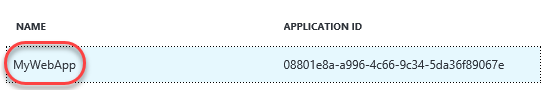 NAME APPLICATION ID
MyWebApp 08801e8a-a996-4c66-9c34-5da36f89067e